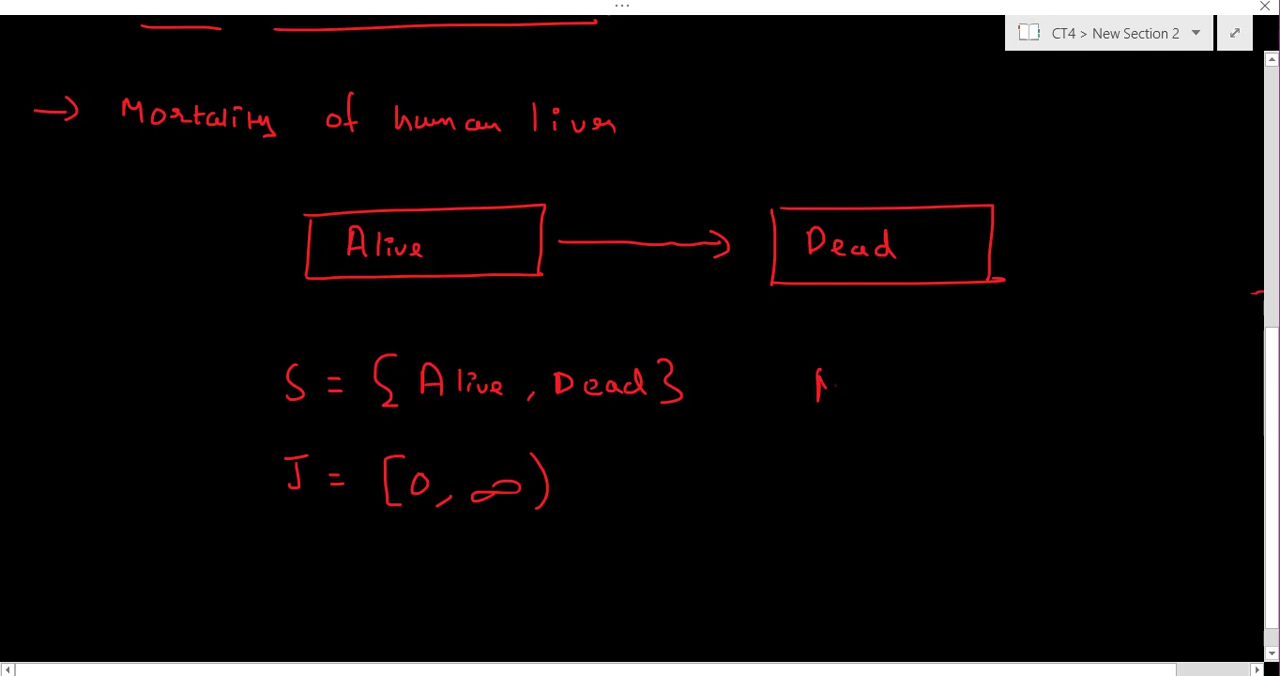 CT4 > New Section 2
→ Mortality of human lives
Alive → Dead
S = { Alive, Dead }
J = [0, ∞)